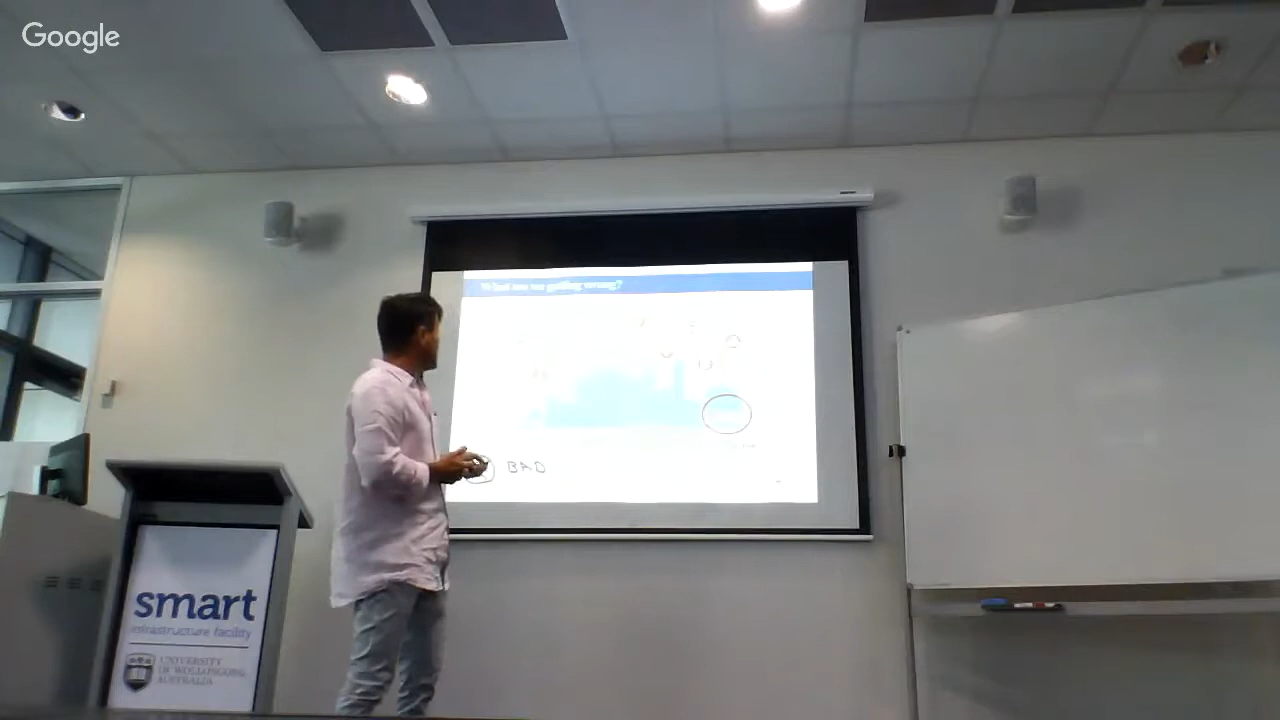 Google
What are we getting wrong?
BAD
smart
infrastructure facility
UNIVERSITY
OF WOLLONGONG
AUSTRALIA